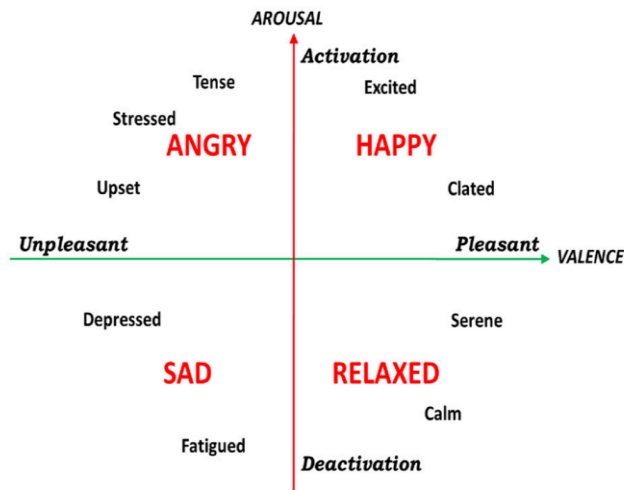 AROUSAL
Activation
Tense
Excited
Stressed
ANGRY
HAPPY
Upset
Clated
Unpleasant
Pleasant
VALENCE
Depressed
Serene
SAD
RELAXED
Calm
Fatigued
Deactivation